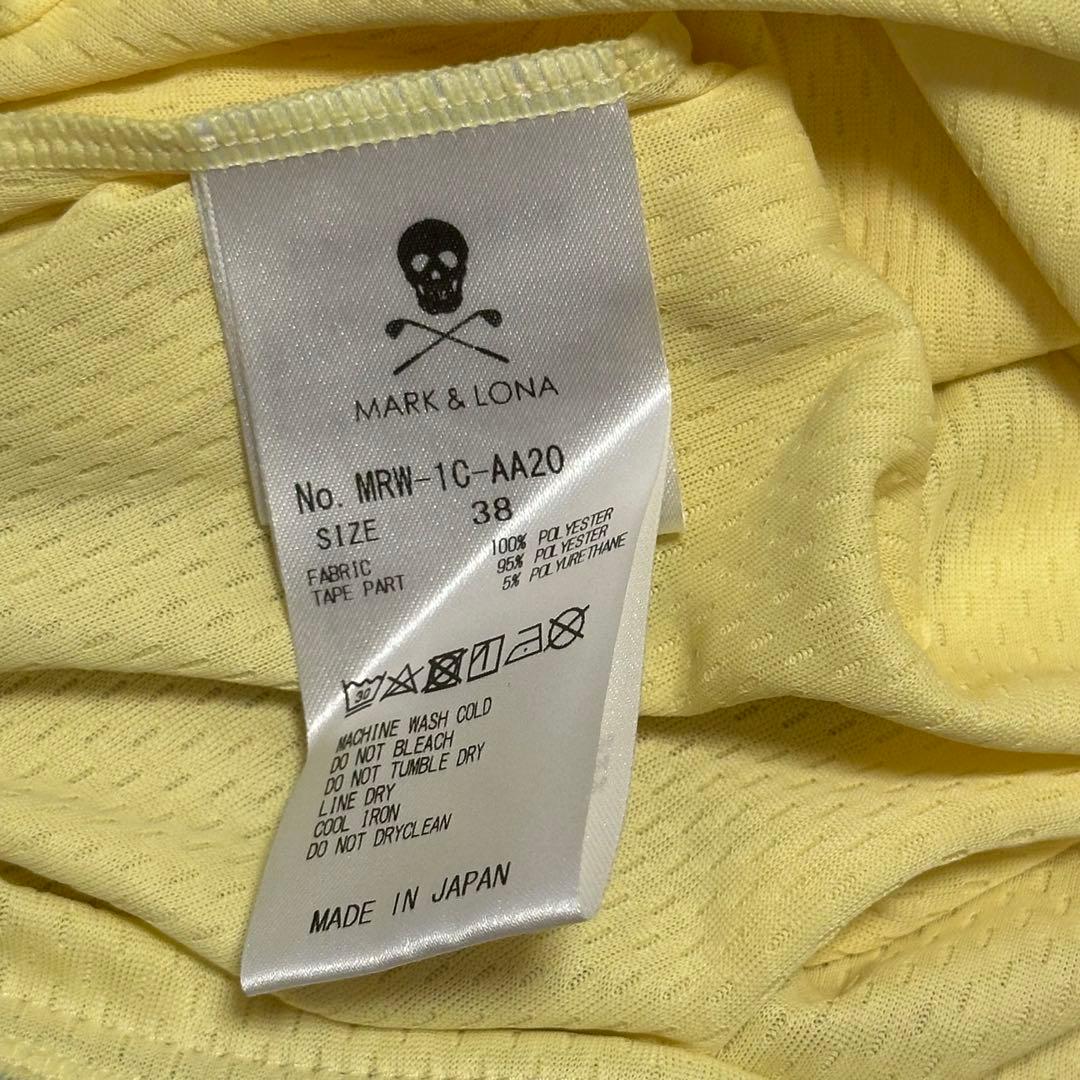 MARK & LONA
No. MRW-1C-AA20
SIZE 38
FABRIC 100% POLYESTER
TAPE PART 95% POLYESTER
5% POLYURETHANE
30
MACHINE WASH COLD
DO NOT BLEACH
DO NOT TUMBLE DRY
LINE DRY
COOL IRON
DO NOT DRYCLEAN
MADE IN JAPAN